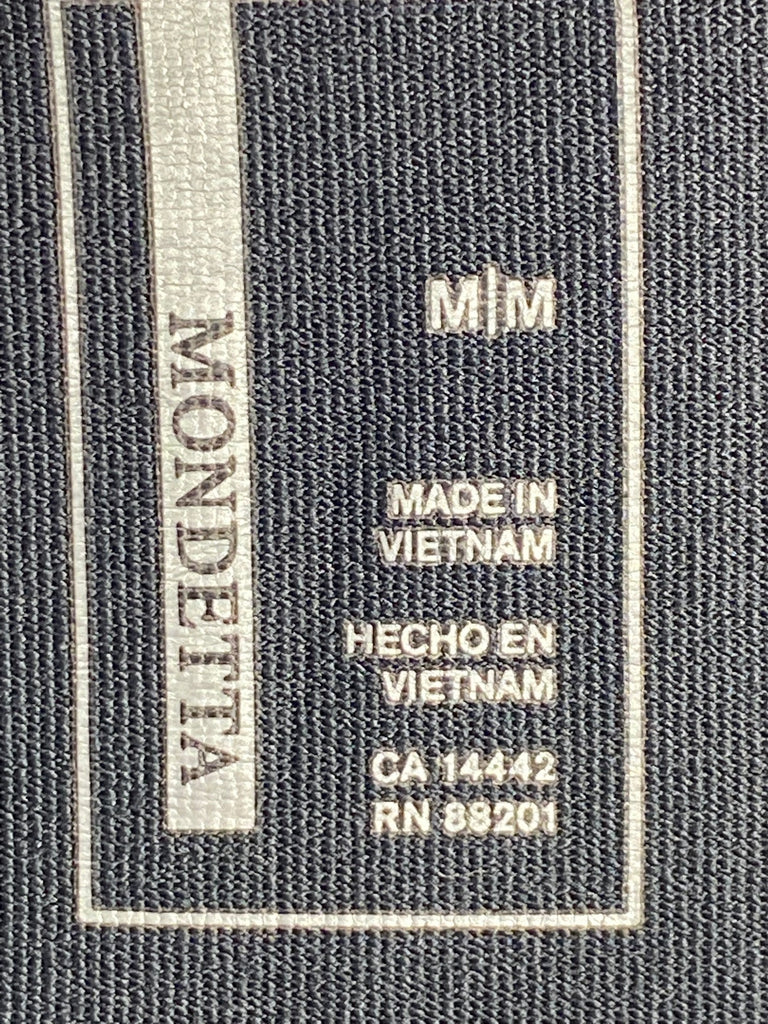 MONDETTA
M|M
MADE IN
VIETNAM
HECHO EN
VIETNAM
CA 14442
RN 88201